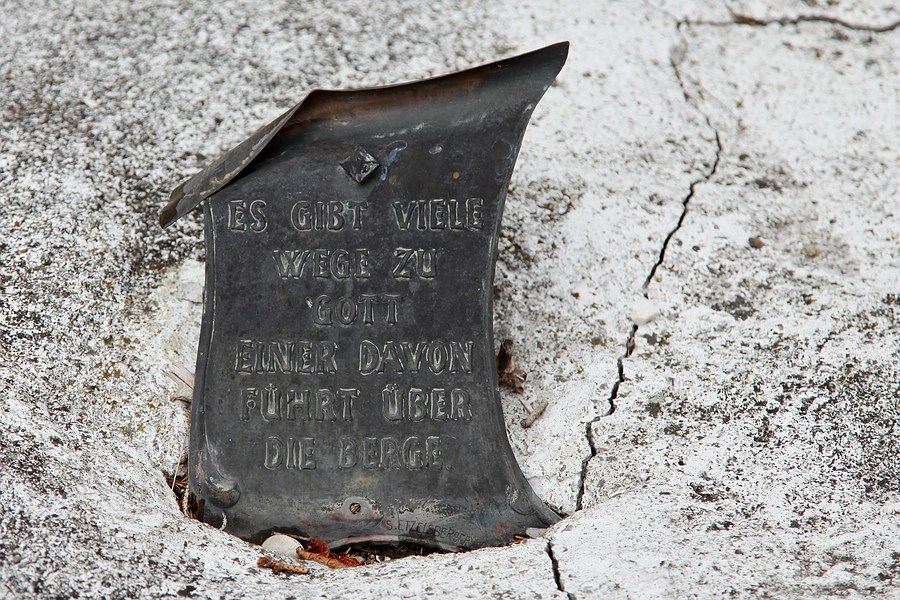 ES GIBT VIELE
WEGE ZU
GOTT
EINER DAVON
FÜHRT ÜBER
DIE BERGE